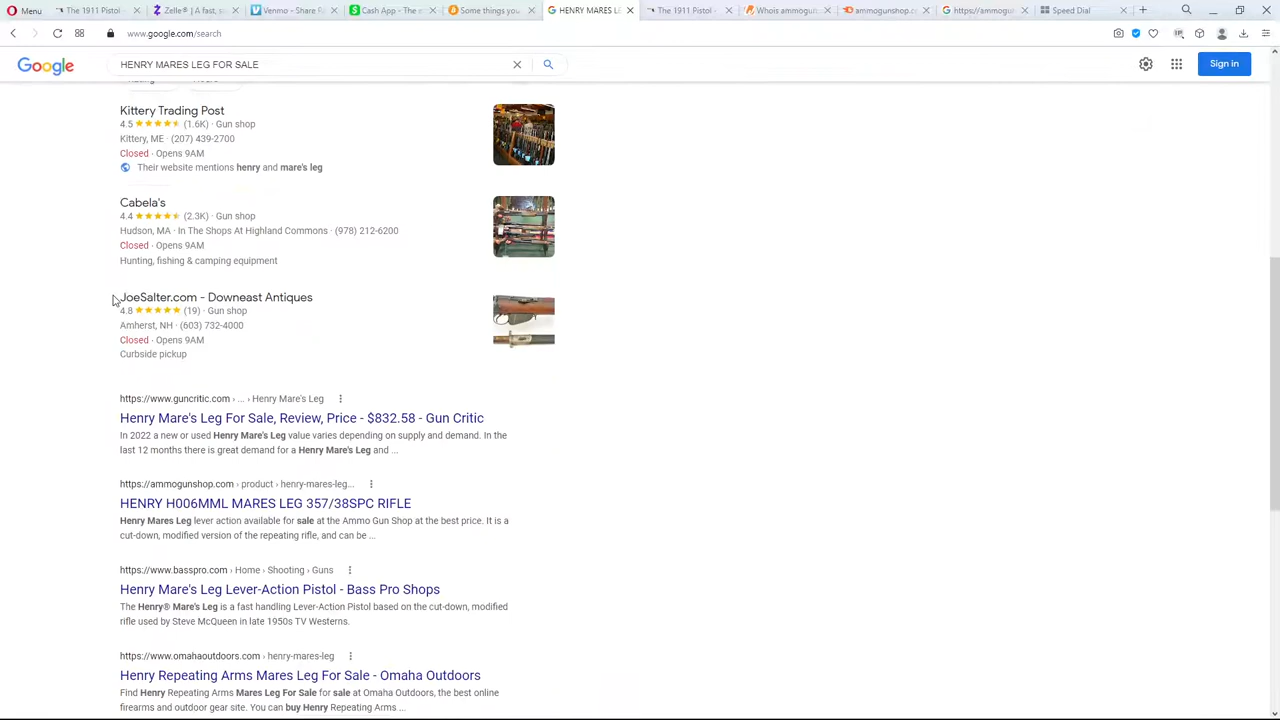 Menu
The 1911 Pistol -
Zelle® | A fast, s
Venmo - Share P
Cash App - The
Some things you
HENRY MARES LE
The 1911 Pistol -
Whois ammogun
ammogunshop.c
https://ammogu
Speed Dial
www.google.com/search
Google
HENRY MARES LEG FOR SALE
Sign in
Kittery Trading Post
4.5 (1.6K) · Gun shop
Kittery, ME · (207) 439-2700
Closed · Opens 9AM
Their website mentions henry and mare's leg
Cabela's
4.4 (2.3K) · Gun shop
Hudson, MA · In The Shops At Highland Commons · (978) 212-6200
Closed · Opens 9AM
Hunting, fishing & camping equipment
JoeSalter.com - Downeast Antiques
4.8 (19) · Gun shop
Amherst, NH · (603) 732-4000
Closed · Opens 9AM
Curbside pickup
https://www.guncritic.com › ... › Henry Mare's Leg
Henry Mare's Leg For Sale, Review, Price - $832.58 - Gun Critic
In 2022 a new or used Henry Mare's Leg value varies depending on supply and demand. In the
last 12 months there is great demand for a Henry Mare's Leg and ...
https://ammogunshop.com › product › henry-mares-leg...
HENRY H006MML MARES LEG 357/38SPC RIFLE
Henry Mares Leg lever action available for sale at the Ammo Gun Shop at the best price. It is a
cut-down, modified version of the repeating rifle, and can be ...
https://www.basspro.com › Home › Shooting › Guns
Henry Mare's Leg Lever-Action Pistol - Bass Pro Shops
The Henry® Mare's Leg is a fast handling Lever-Action Pistol based on the cut-down, modified
rifle used by Steve McQueen in late 1950s TV Westerns.
https://www.omahaoutdoors.com › henry-mares-leg
Henry Repeating Arms Mares Leg For Sale - Omaha Outdoors
Find Henry Repeating Arms Mares Leg For Sale for sale at Omaha Outdoors, the best online
firearms and outdoor gear site. You can buy Henry Repeating Arms ...